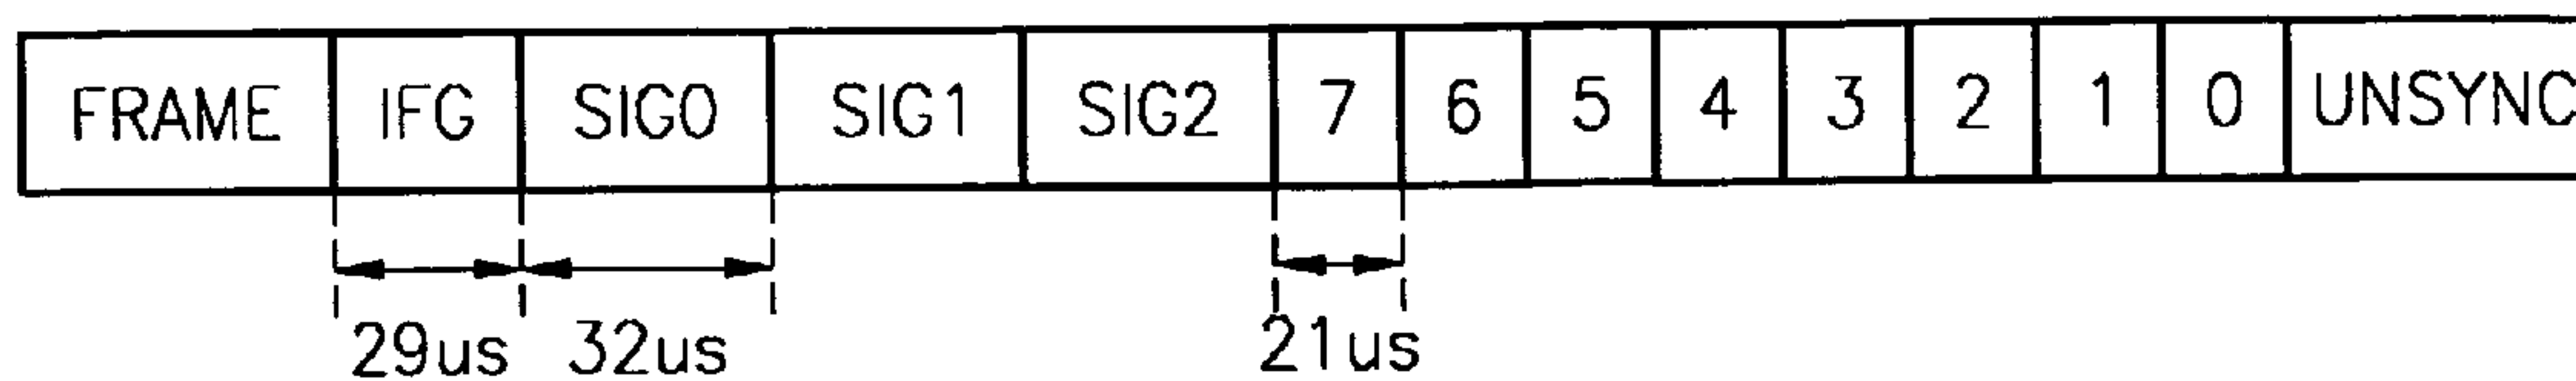 FRAME IFG SIG0 SIG1 SIG2 7 6 5 4 3 2 1 0 UNSYNC
29us 32us 21us